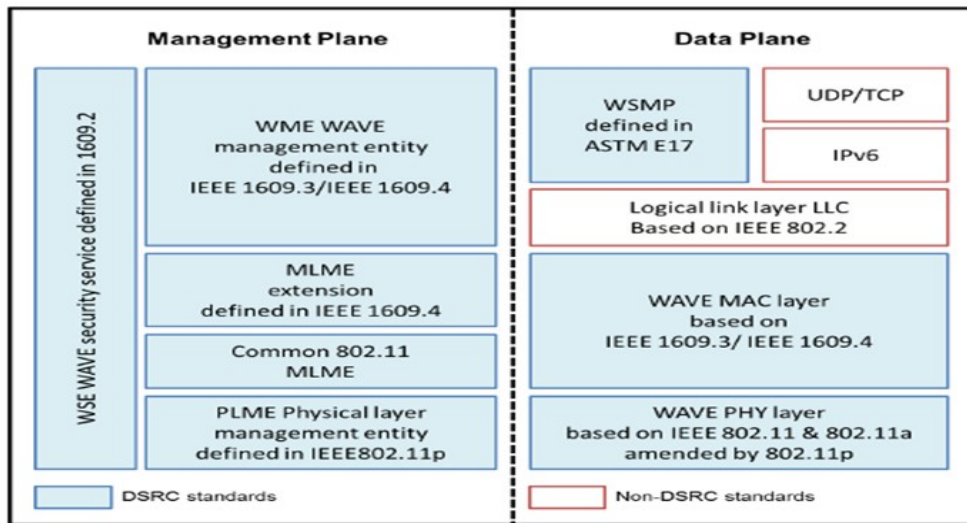 Management Plane
WSE WAVE security service defined in 1609.2
WME WAVE
management entity
defined in
IEEE 1609.3/IEEE 1609.4
MLME
extension
defined in IEEE 1609.4
Common 802.11
MLME
PLME Physical layer
management entity
defined in IEEE802.11p
DSRC standards
Data Plane
WSMP
defined in
ASTM E17
UDP/TCP
IPv6
Logical link layer LLC
Based on IEEE 802.2
WAVE MAC layer
based on
IEEE 1609.3/ IEEE 1609.4
WAVE PHY layer
based on IEEE 802.11 & 802.11a
amended by 802.11p
Non-DSRC standards